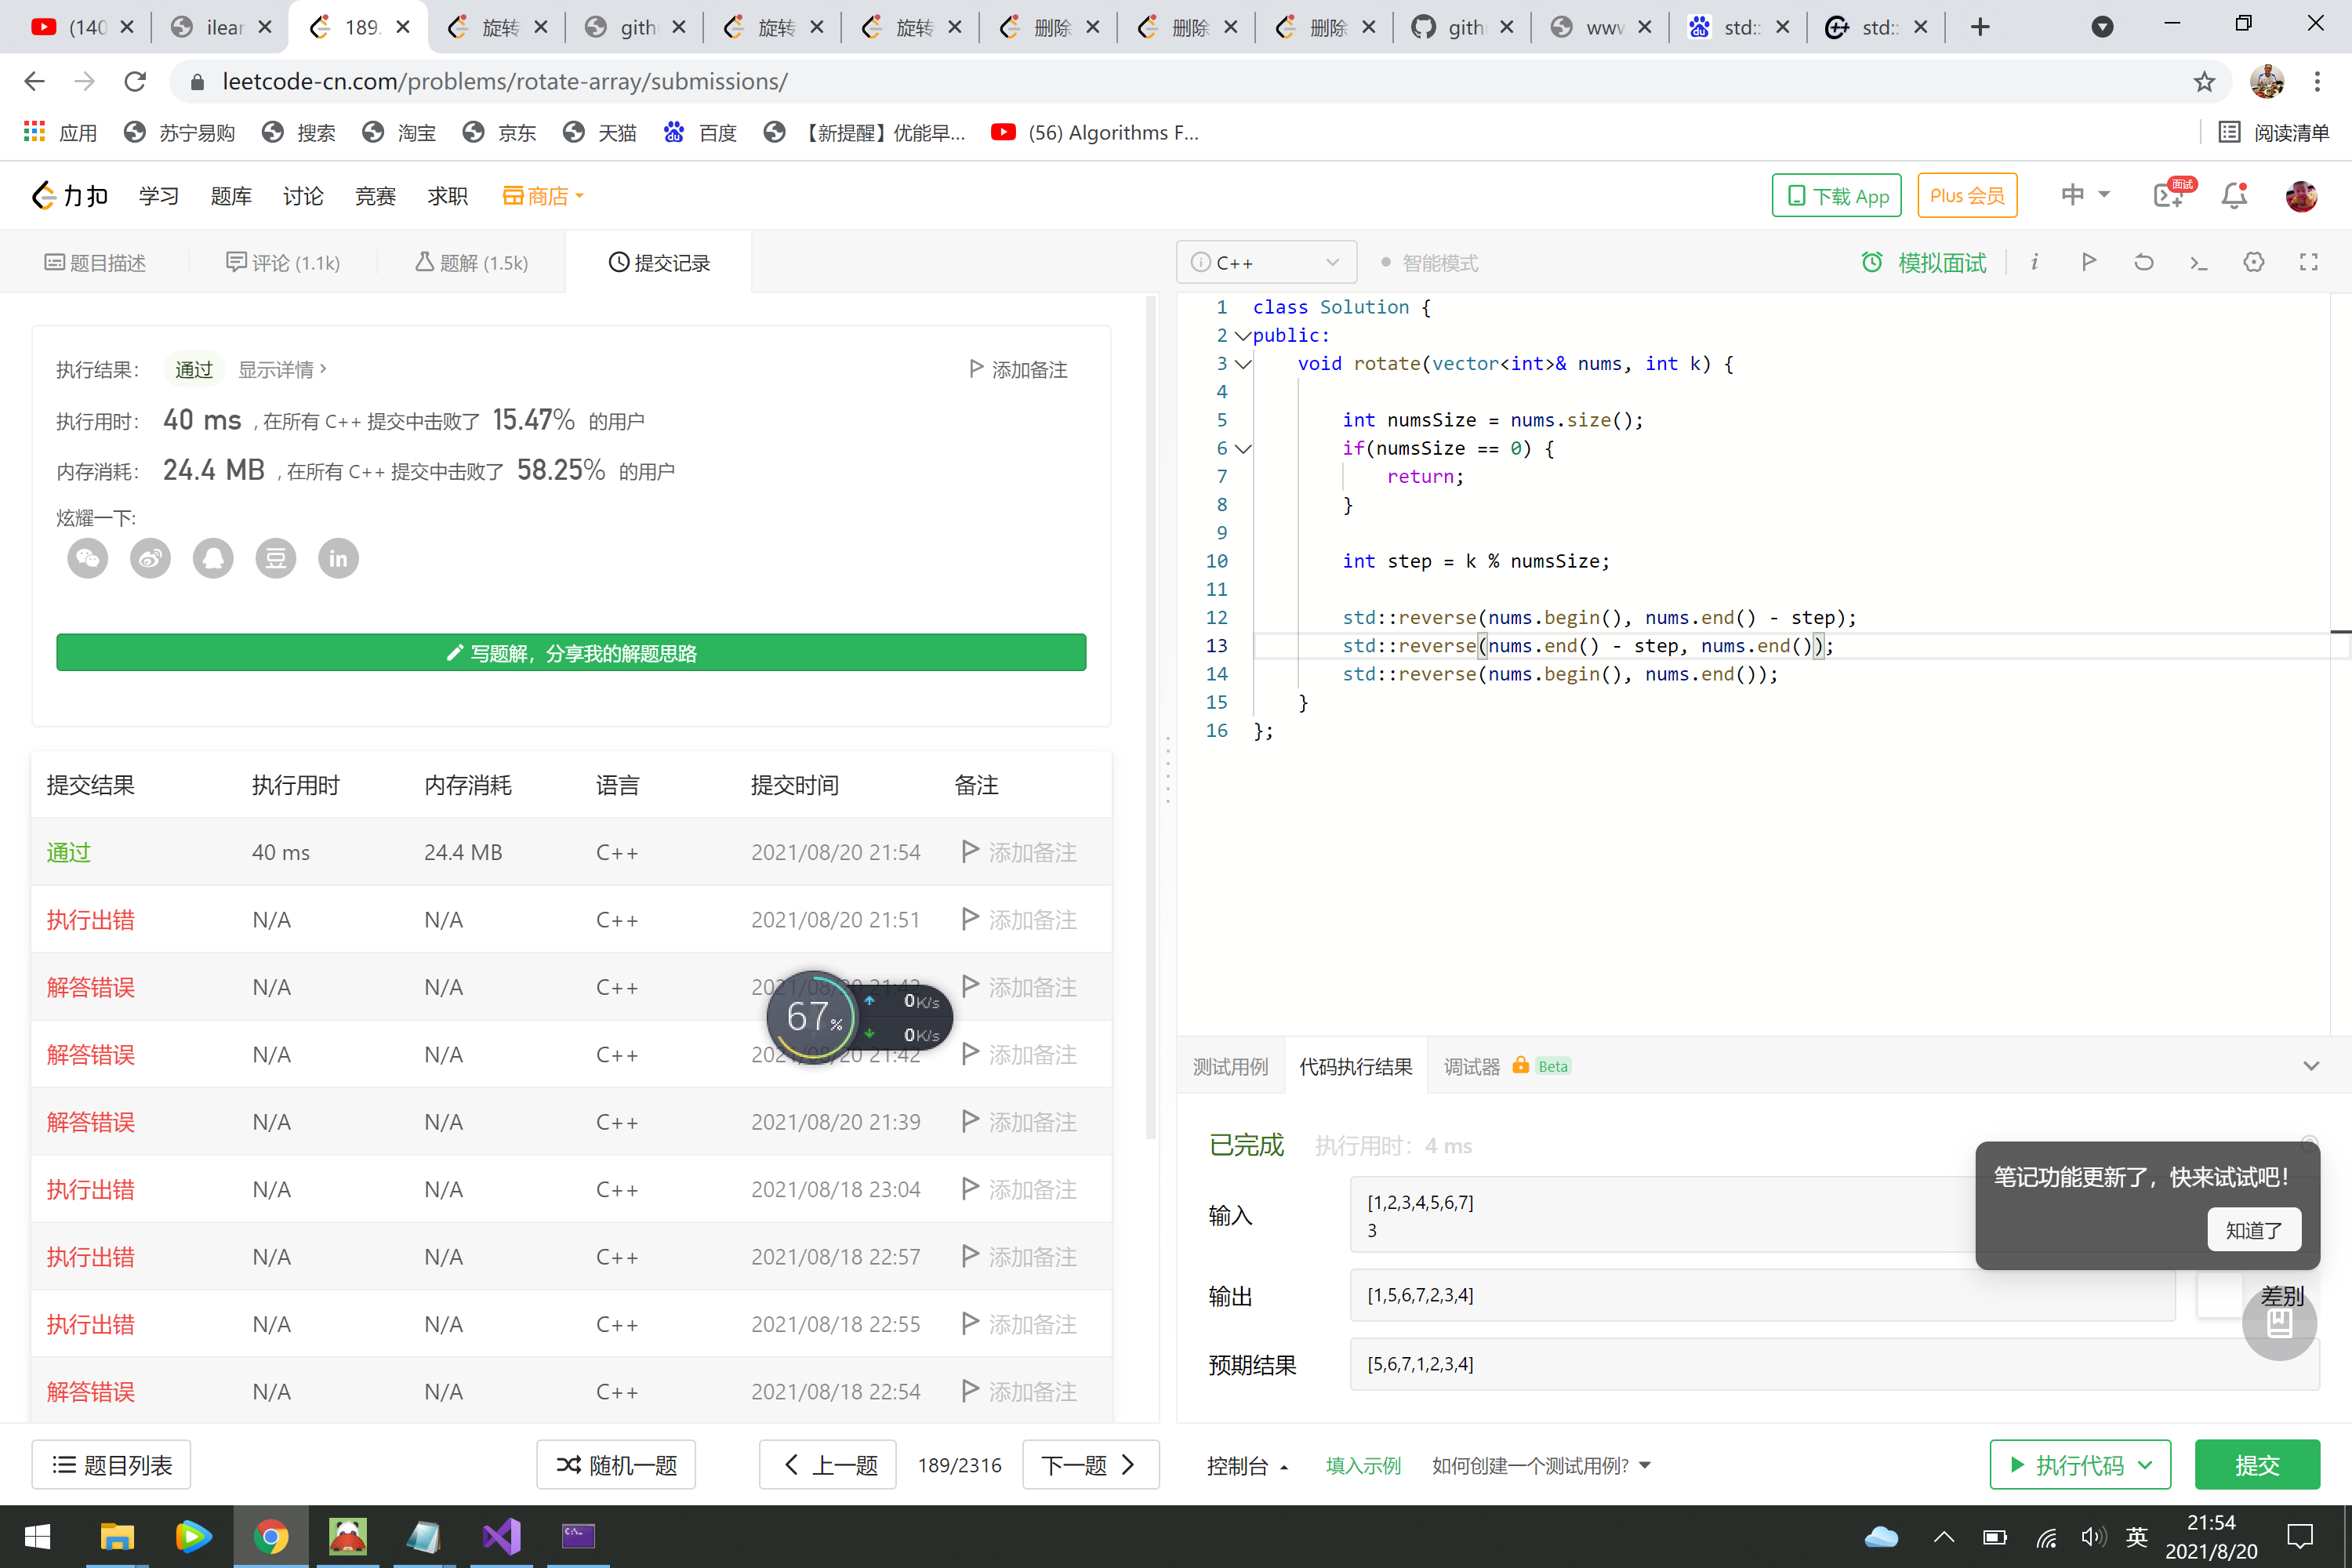 (140
ilear
189.
旋转
gith
旋转
旋转
删除
删除
删除
gith
www
std::
std::
leetcode-cn.com/problems/rotate-array/submissions/
应用 苏宁易购 搜索 淘宝 京东 天猫 百度 【新提醒】优能早... (56) Algorithms F... 阅读清单
力扣 学习 题库 讨论 竞赛 求职 商店 下载 App Plus 会员 中 面试
题目描述 评论 (1.1k) 题解 (1.5k) 提交记录
C++ 智能模式 模拟面试
执行结果： 通过 显示详情 › 添加备注
执行用时： 40 ms , 在所有 C++ 提交中击败了 15.47% 的用户
内存消耗： 24.4 MB , 在所有 C++ 提交中击败了 58.25% 的用户
炫耀一下:
写题解，分享我的解题思路
提交结果 执行用时 内存消耗 语言 提交时间 备注
通过 40 ms 24.4 MB C++ 2021/08/20 21:54 添加备注
执行出错 N/A N/A C++ 2021/08/20 21:51 添加备注
解答错误 N/A N/A C++ 2021/08/20 21:42 添加备注
解答错误 N/A N/A C++ 2021/08/20 21:42 添加备注
解答错误 N/A N/A C++ 2021/08/20 21:39 添加备注
执行出错 N/A N/A C++ 2021/08/18 23:04 添加备注
执行出错 N/A N/A C++ 2021/08/18 22:57 添加备注
执行出错 N/A N/A C++ 2021/08/18 22:55 添加备注
解答错误 N/A N/A C++ 2021/08/18 22:54 添加备注
67%
0K/s
0K/s
1 class Solution {
2 public:
3 void rotate(vector<int>& nums, int k) {
4
5 int numsSize = nums.size();
6 if(numsSize == 0) {
7 return;
8 }
9
10 int step = k % numsSize;
11
12 std::reverse(nums.begin(), nums.end() - step);
13 std::reverse(nums.end() - step, nums.end());
14 std::reverse(nums.begin(), nums.end());
15 }
16 };
测试用例 代码执行结果 调试器 Beta
已完成 执行用时：4 ms
输入
[1,2,3,4,5,6,7]
3
输出
[1,5,6,7,2,3,4]
差别
预期结果
[5,6,7,1,2,3,4]
笔记功能更新了，快来试试吧！
知道了
题目列表 随机一题 上一题 189/2316 下一题 控制台 填入示例 如何创建一个测试用例? 执行代码 提交
英
21:54
2021/8/20